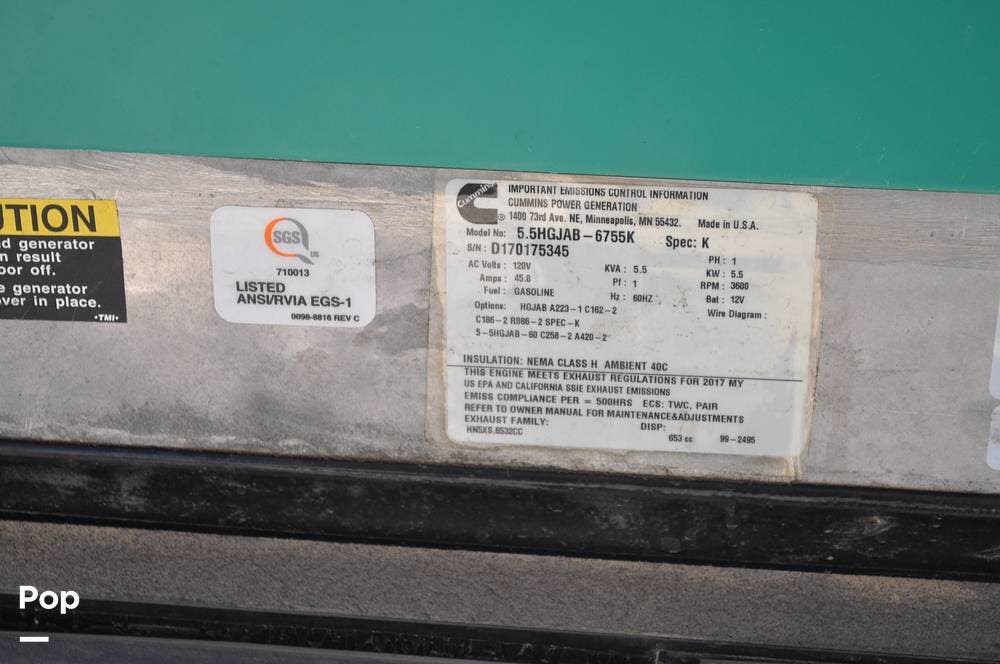 UTION
nd generator
n result
oor off.
e generator
over in place.
·TMI·
SGS
US
710013
LISTED
ANSI/RVIA EGS-1
0098-8816 REV C
Cummins
IMPORTANT EMISSIONS CONTROL INFORMATION
CUMMINS POWER GENERATION
® 1400 73rd Ave. NE, Minneapolis, MN 55432. Made in U.S.A.
Model No: 5.5HGJAB-6755K Spec: K
S/N : D170175345
AC Volts : 120V KVA : 5.5 PH : 1
Amps : 45.8 Pf : 1 KW : 5.5
Fuel : GASOLINE Hz : 60HZ RPM : 3600
Bat : 12V
Options: HGJAB A223-1 C162-2 Wire Diagram :
C186-2 R086-2 SPEC-K
5-5HGJAB-60 C258-2 A420-2
INSULATION: NEMA CLASS H AMBIENT 40C
THIS ENGINE MEETS EXHAUST REGULATIONS FOR 2017 MY
US EPA AND CALIFORNIA SSIE EXHAUST EMISSIONS
EMISS COMPLIANCE PER = 500HRS ECS: TWC, PAIR
REFER TO OWNER MANUAL FOR MAINTENANCE&ADJUSTMENTS
EXHAUST FAMILY: DISP:
HN5XS.6532CC 653 cc 99-2495
Pop